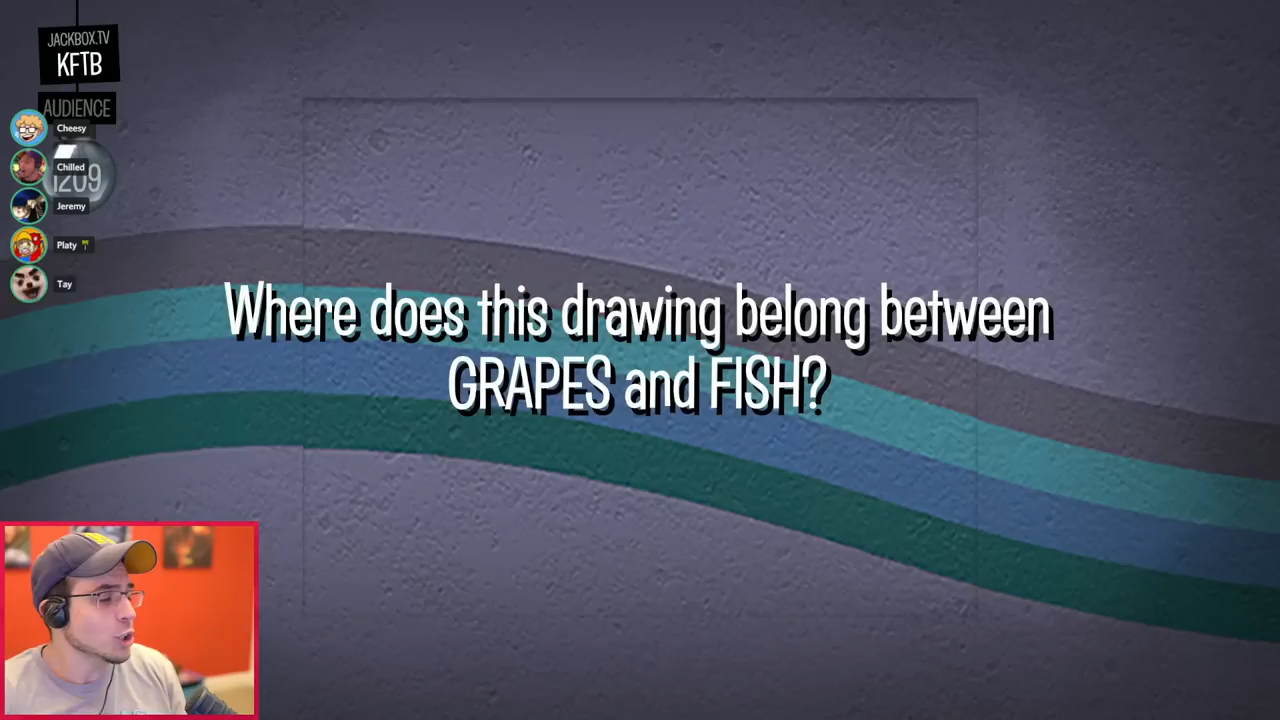 JACKBOX.TV
KFTB
AUDIENCE
Cheesy
Chilled
1209
Jeremy
Platy
Tay
Where does this drawing belong between
GRAPES and FISH?